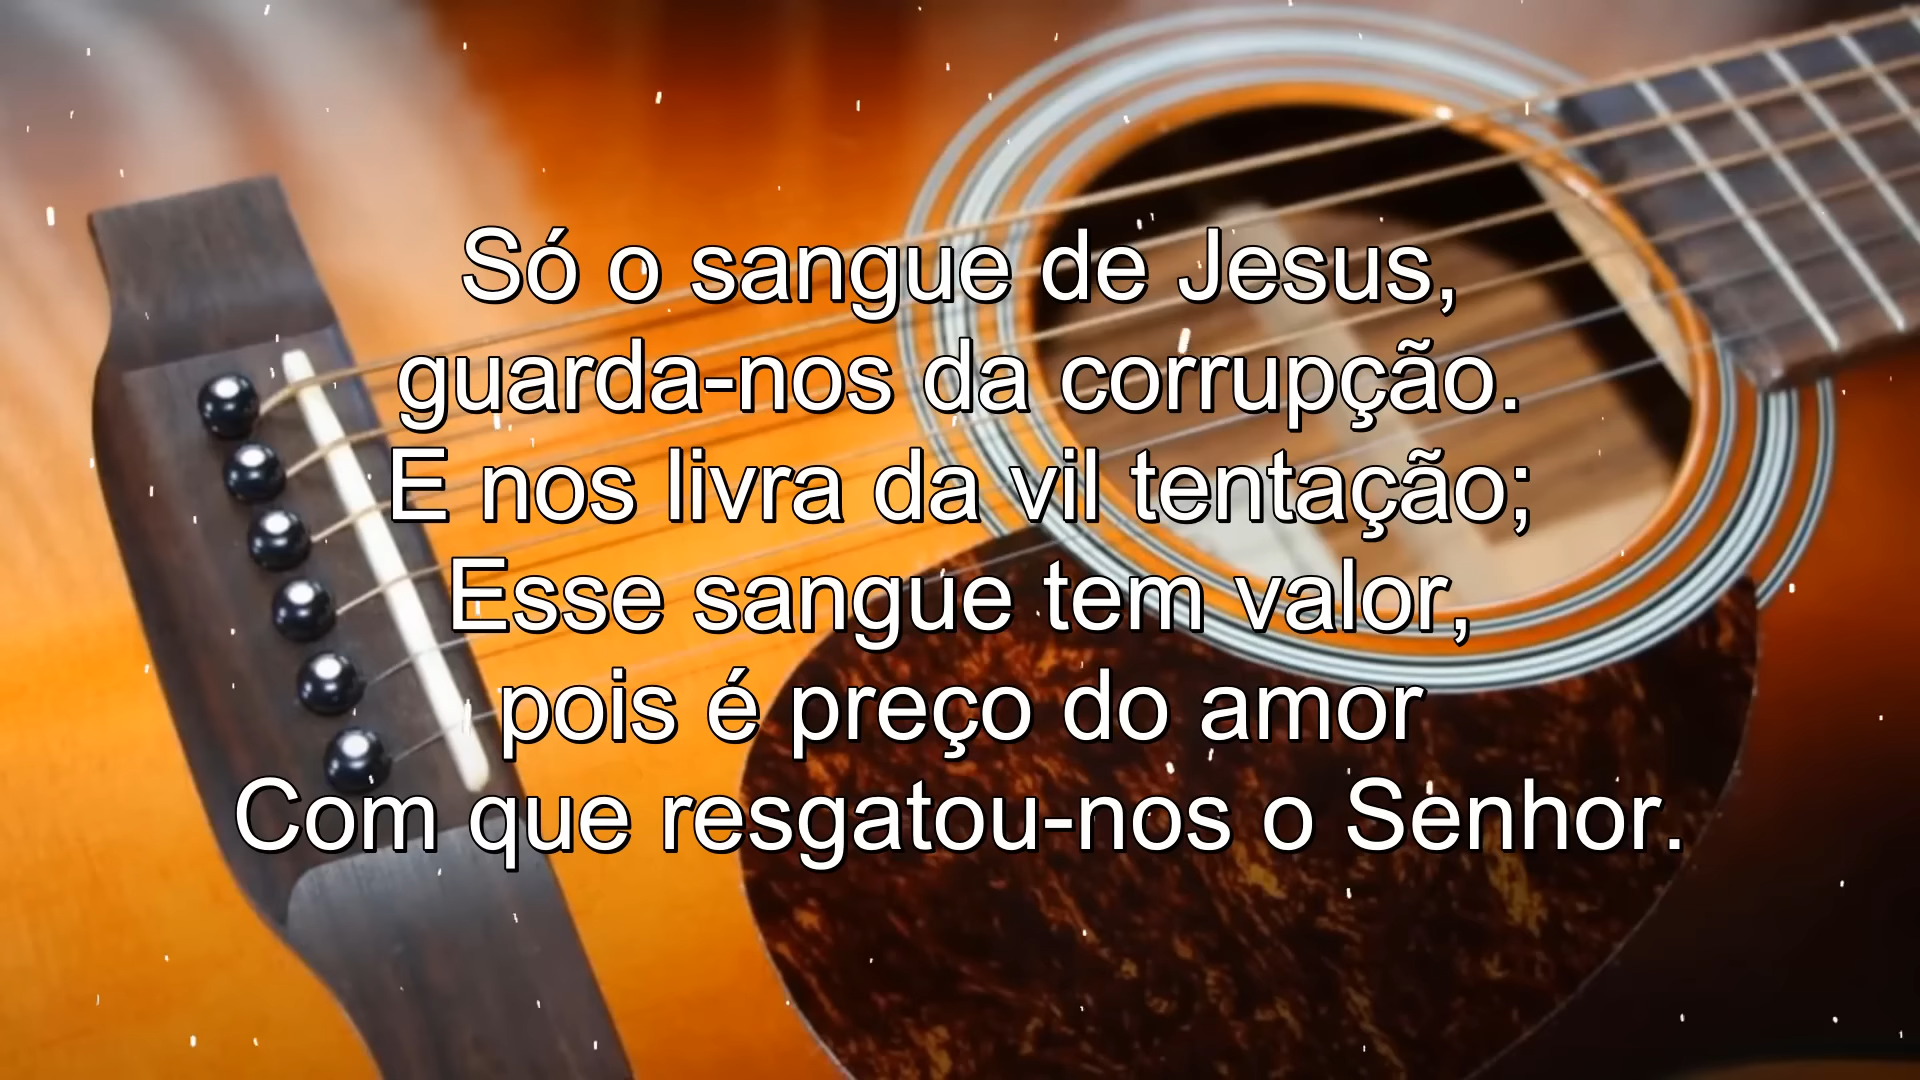 Só o sangue de Jesus,
guarda-nos da corrupção.
E nos livra da vil tentação;
Esse sangue tem valor,
pois é preço do amor
Com que resgatou-nos o Senhor.